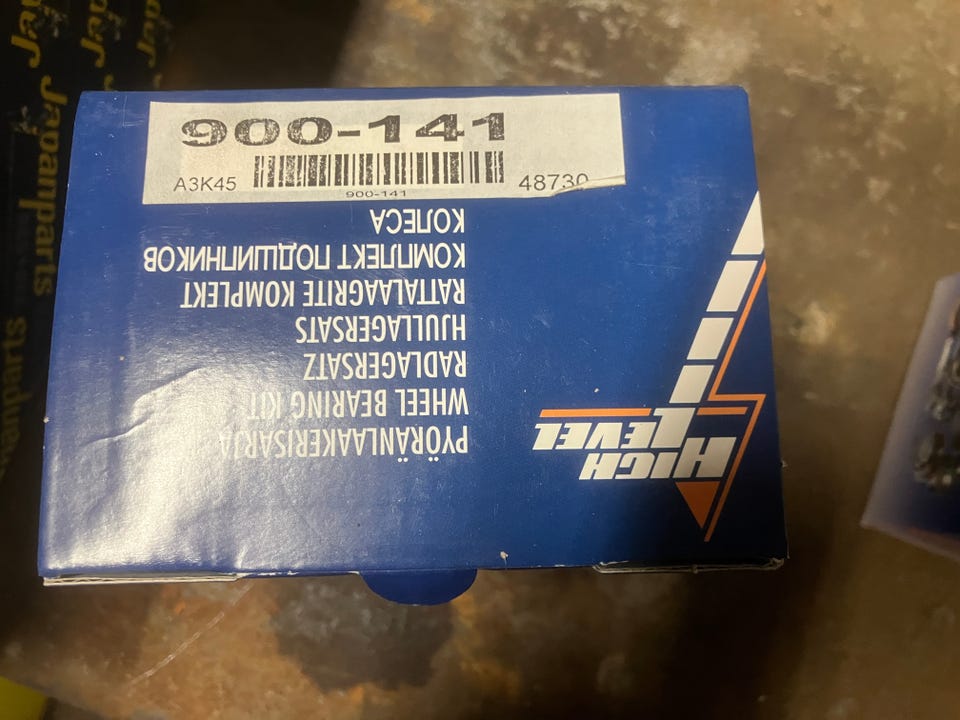 900-141
A3K45
900-141
48730
HIGH
LEVEL
PYÖRÄNLAAKERISARJA
WHEEL BEARING KIT
RADLAGERSATZ
HJULLAGERSATS
RATTALAAGRITE KOMPLEKT
КОМПЛЕКТ ПОДШИПНИКОВ
КОЛЕСА
Japanparts